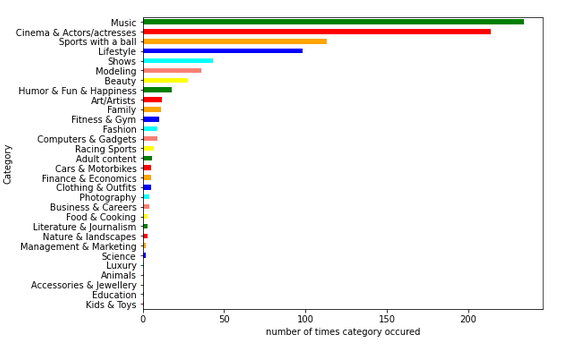 Music
Cinema & Actors/actresses
Sports with a ball
Lifestyle
Shows
Modeling
Beauty
Humor & Fun & Happiness
Art/Artists
Family
Fitness & Gym
Fashion
Computers & Gadgets
Racing Sports
Adult content
Cars & Motorbikes
Finance & Economics
Clothing & Outfits
Photography
Business & Careers
Food & Cooking
Literature & Journalism
Nature & landscapes
Management & Marketing
Science
Luxury
Animals
Accessories & Jewellery
Education
Kids & Toys
Category
0 50 100 150 200
number of times category occured